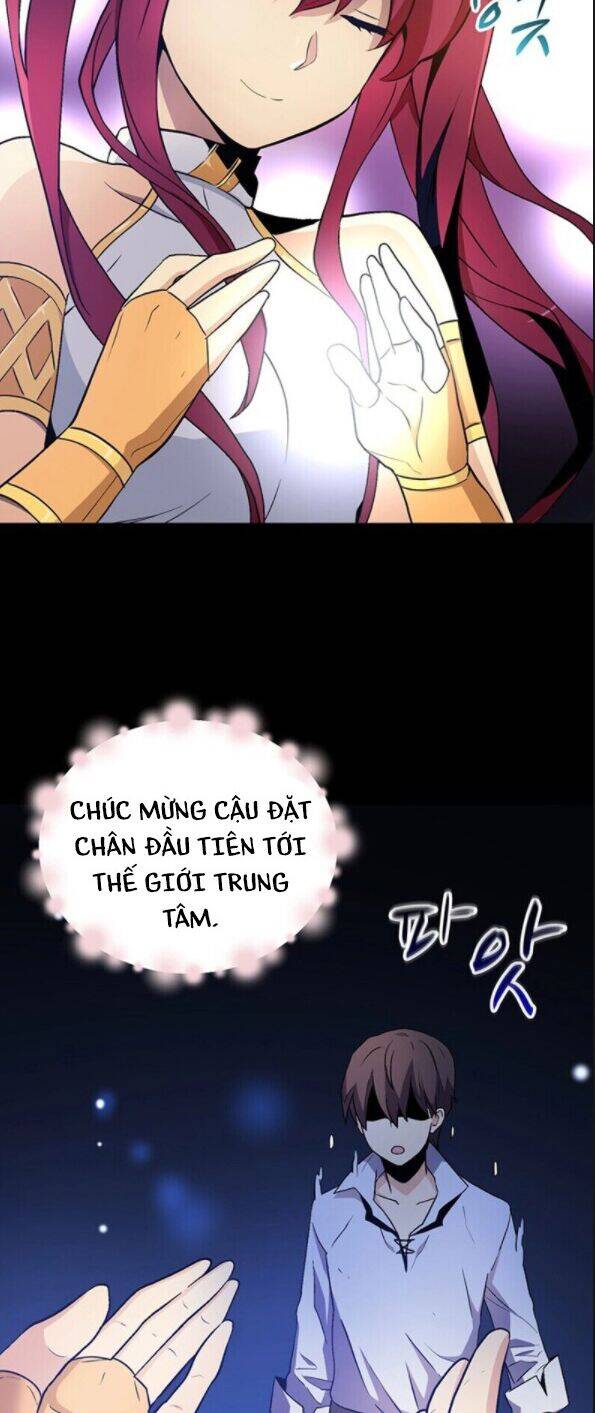 CHÚC MỪNG CẬU ĐẶT
CHÂN ĐẦU TIÊN TỚI
THẾ GIỚI TRUNG
TÂM.
파앗